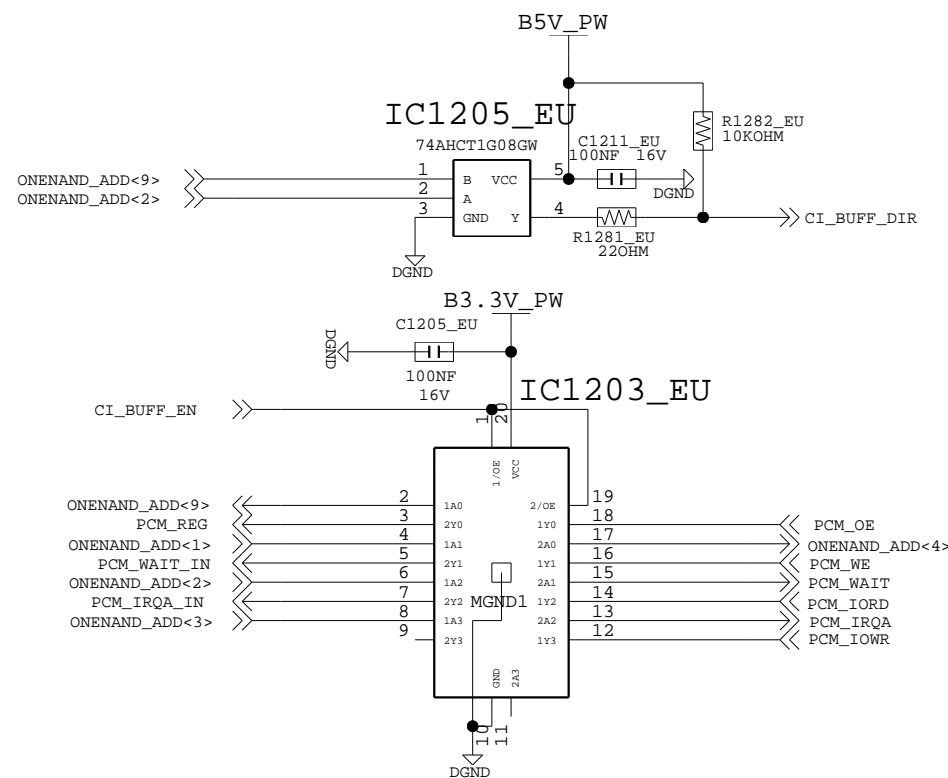 B5V_PW
IC1205_EU
74AHCT1G08GW
C1211_EU
100NF 16V
R1282_EU
10KOHM
ONENAND_ADD<9>
1
B
VCC
5
ONENAND_ADD<2>
2
A
DGND
3
GND
Y
4
R1281_EU
22OHM
CI_BUFF_DIR
DGND
B3.3V_PW
C1205_EU
DGND
100NF
16V
IC1203_EU
CI_BUFF_EN
1
20
1/OE
VCC
ONENAND_ADD<9>
2
1A0
2/OE
19
PCM_REG
3
2Y0
1Y0
18
PCM_OE
ONENAND_ADD<1>
4
1A1
2A0
17
ONENAND_ADD<4>
PCM_WAIT_IN
5
2Y1
1Y1
16
PCM_WE
ONENAND_ADD<2>
6
1A2
2A1
15
PCM_WAIT
PCM_IRQA_IN
7
2Y2
MGND1
1Y2
14
PCM_IORD
ONENAND_ADD<3>
8
1A3
2A2
13
PCM_IRQA
9
2Y3
1Y3
12
PCM_IOWR
GND
2A3
10
11
DGND